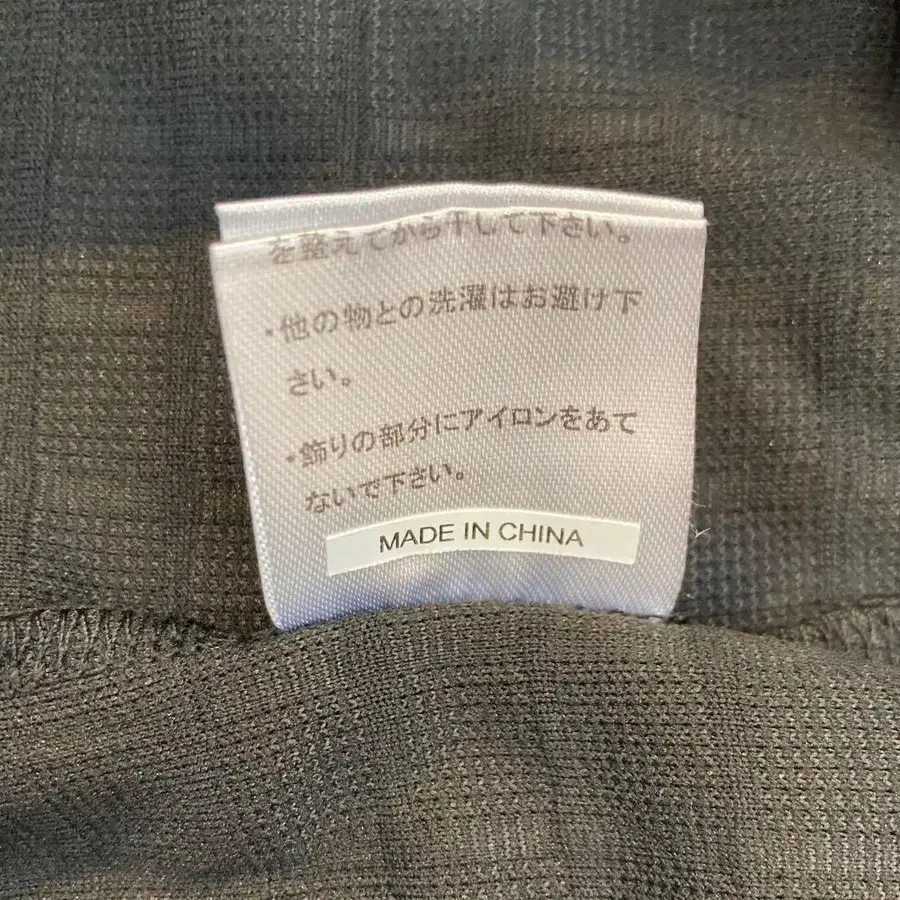 を整えてから干して下さい。
・他の物との洗濯はお避け下
さい。
・飾りの部分にアイロンをあて
ないで下さい。
MADE IN CHINA